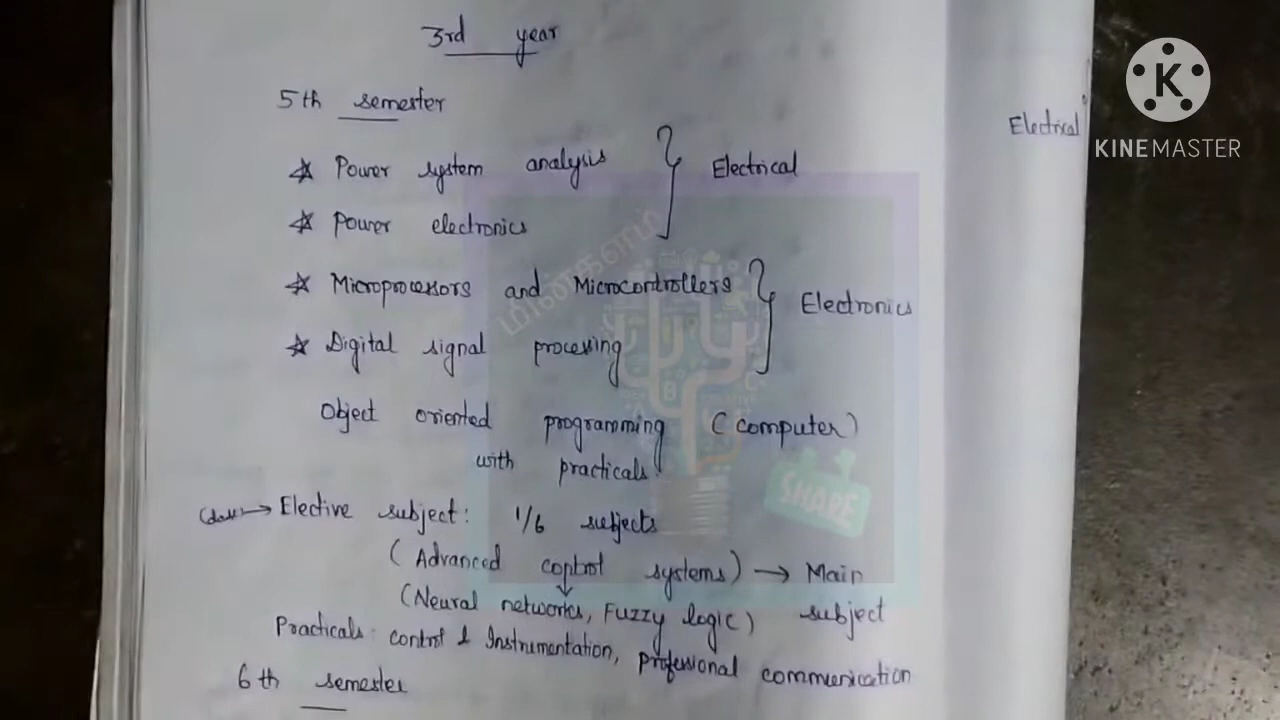 3rd year
5th semester
☆ Power system analysis } Electrical
☆ Power electronics
☆ Microprocessors and Microcontrollers } Electronics
☆ Digital signal processing
Object oriented programming (computer)
with practicals
→ Elective subject: 1/6 subjects
(Advanced control systems) → Main
(Neural networks, Fuzzy logic) subject
Practicals: control & Instrumentation, professional communication
6th semester
Electrical
K
KINEMASTER
மின்களம்
SHARE